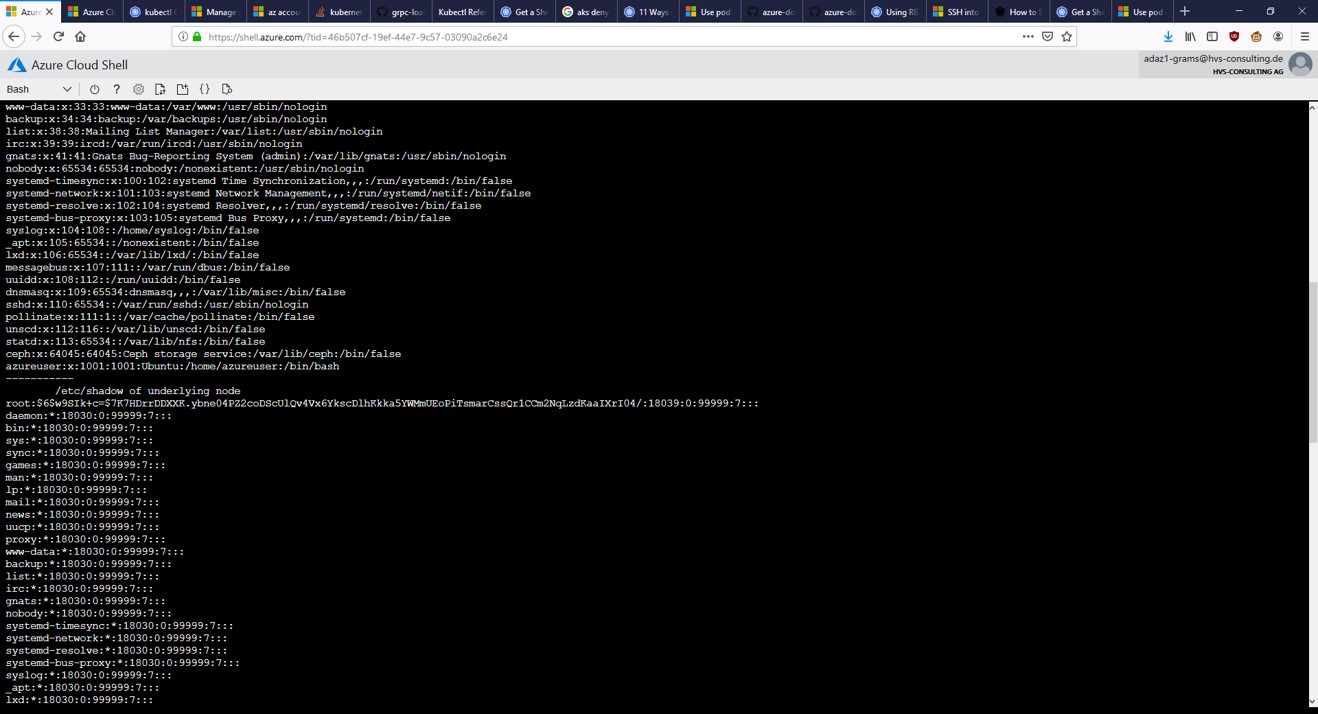 Azure
Azure Cl
kubectl C
Manage
az accou
kubernet
grpc-loa
Kubectl Refe
Get a She
aks deny
11 Ways
Use pod
azure-do
azure-do
Using RB
SSH into
How to S
Get a She
Use pod
https://shell.azure.com/?tid=46b507cf-19ef-44e7-9c57-03090a2c6e24
Azure Cloud Shell
adaz1-grams@hvs-consulting.de
HVS-CONSULTING AG
Bash
www-data:x:33:33:www-data:/var/www:/usr/sbin/nologin
backup:x:34:34:backup:/var/backups:/usr/sbin/nologin
list:x:38:38:Mailing List Manager:/var/list:/usr/sbin/nologin
irc:x:39:39:ircd:/var/run/ircd:/usr/sbin/nologin
gnats:x:41:41:Gnats Bug-Reporting System (admin):/var/lib/gnats:/usr/sbin/nologin
nobody:x:65534:65534:nobody:/nonexistent:/usr/sbin/nologin
systemd-timesync:x:100:102:systemd Time Synchronization,,,:/run/systemd:/bin/false
systemd-network:x:101:103:systemd Network Management,,,:/run/systemd/netif:/bin/false
systemd-resolve:x:102:104:systemd Resolver,,,:/run/systemd/resolve:/bin/false
systemd-bus-proxy:x:103:105:systemd Bus Proxy,,,:/run/systemd:/bin/false
syslog:x:104:108::/home/syslog:/bin/false
_apt:x:105:65534::/nonexistent:/bin/false
lxd:x:106:65534::/var/lib/lxd/:/bin/false
messagebus:x:107:111::/var/run/dbus:/bin/false
uuidd:x:108:112::/run/uuidd:/bin/false
dnsmasq:x:109:65534:dnsmasq,,,:/var/lib/misc:/bin/false
sshd:x:110:65534::/var/run/sshd:/usr/sbin/nologin
pollinate:x:111:1::/var/cache/pollinate:/bin/false
unscd:x:112:116::/var/lib/unscd:/bin/false
statd:x:113:65534::/var/lib/nfs:/bin/false
ceph:x:64045:64045:Ceph storage service:/var/lib/ceph:/bin/false
azureuser:x:1001:1001:Ubuntu:/home/azureuser:/bin/bash
-----------
/etc/shadow of underlying node
root:$6$w9SIk+c=$7K7HDrrDDXXK.ybne04PZ2coDScUlQv4Vx6YkscDlhKkka5YWMmUEoPiTsmarCssQr1CCm2NqLzdKaaIXrI04/:18039:0:99999:7:::
daemon:*:18030:0:99999:7:::
bin:*:18030:0:99999:7:::
sys:*:18030:0:99999:7:::
sync:*:18030:0:99999:7:::
games:*:18030:0:99999:7:::
man:*:18030:0:99999:7:::
lp:*:18030:0:99999:7:::
mail:*:18030:0:99999:7:::
news:*:18030:0:99999:7:::
uucp:*:18030:0:99999:7:::
proxy:*:18030:0:99999:7:::
www-data:*:18030:0:99999:7:::
backup:*:18030:0:99999:7:::
list:*:18030:0:99999:7:::
irc:*:18030:0:99999:7:::
gnats:*:18030:0:99999:7:::
nobody:*:18030:0:99999:7:::
systemd-timesync:*:18030:0:99999:7:::
systemd-network:*:18030:0:99999:7:::
systemd-resolve:*:18030:0:99999:7:::
systemd-bus-proxy:*:18030:0:99999:7:::
syslog:*:18030:0:99999:7:::
_apt:*:18030:0:99999:7:::
lxd:*:18030:0:99999:7:::